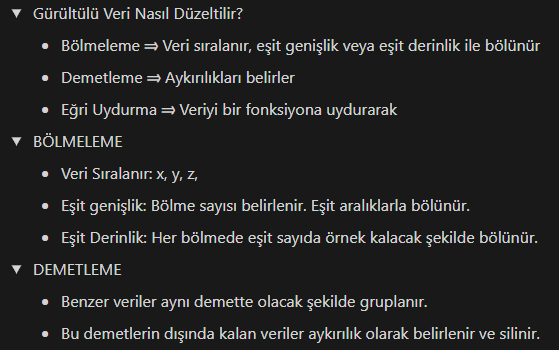 ▼ Gürültülü Veri Nasıl Düzeltilir?
• Bölmeleme ⇒ Veri sıralanır, eşit genişlik veya eşit derinlik ile bölünür
• Demetleme ⇒ Aykırılıkları belirler
• Eğri Uydurma ⇒ Veriyi bir fonksiyona uydurarak
▼ BÖLMELEME
• Veri Sıralanır: x, y, z,
• Eşit genişlik: Bölme sayısı belirlenir. Eşit aralıklarla bölünür.
• Eşit Derinlik: Her bölmede eşit sayıda örnek kalacak şekilde bölünür.
▼ DEMETLEME
• Benzer veriler aynı demette olacak şekilde gruplanır.
• Bu demetlerin dışında kalan veriler aykırılık olarak belirlenir ve silinir.